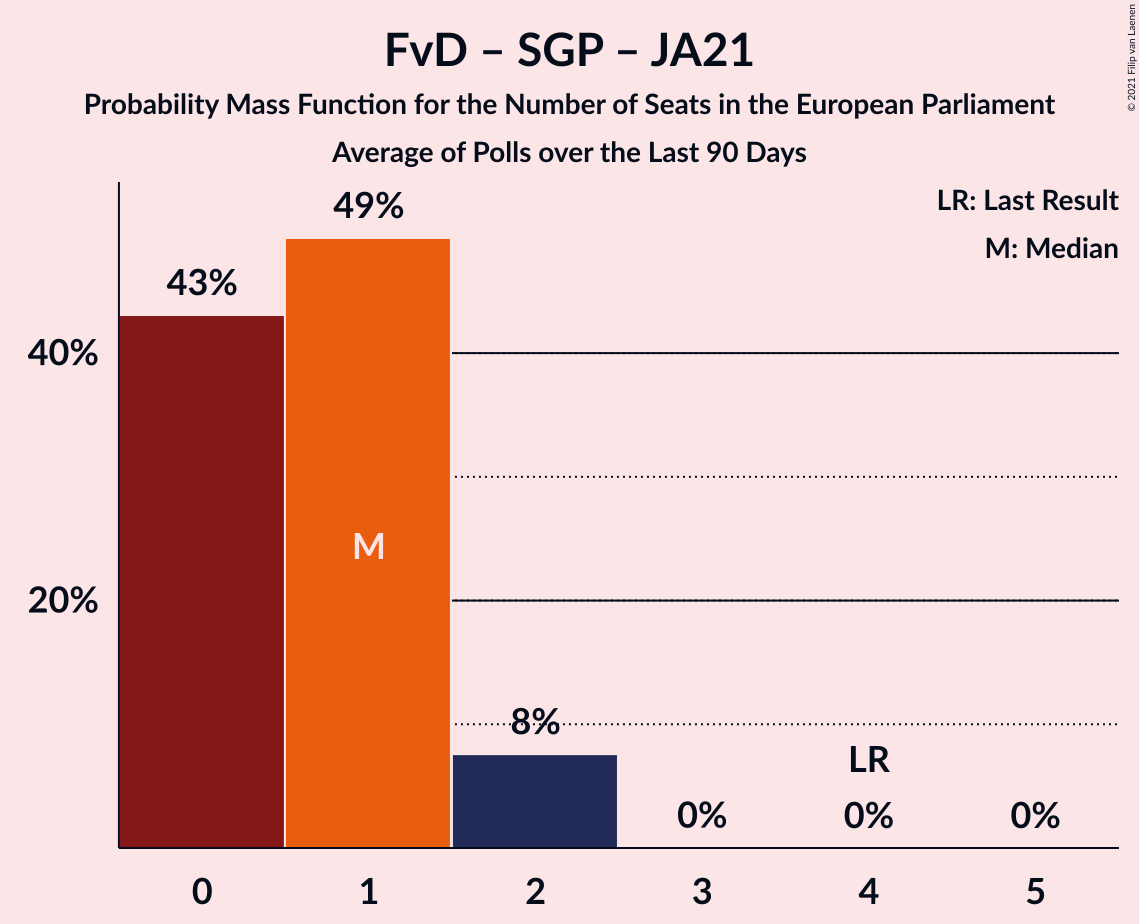 FvD – SGP – JA21
Probability Mass Function for the Number of Seats in the European Parliament
Average of Polls over the Last 90 Days
© 2021 Filip van Laenen
LR: Last Result
M: Median
49%
43%
40%
M
20%
8%
LR
0%
0%
0%
0
1
2
3
4
5